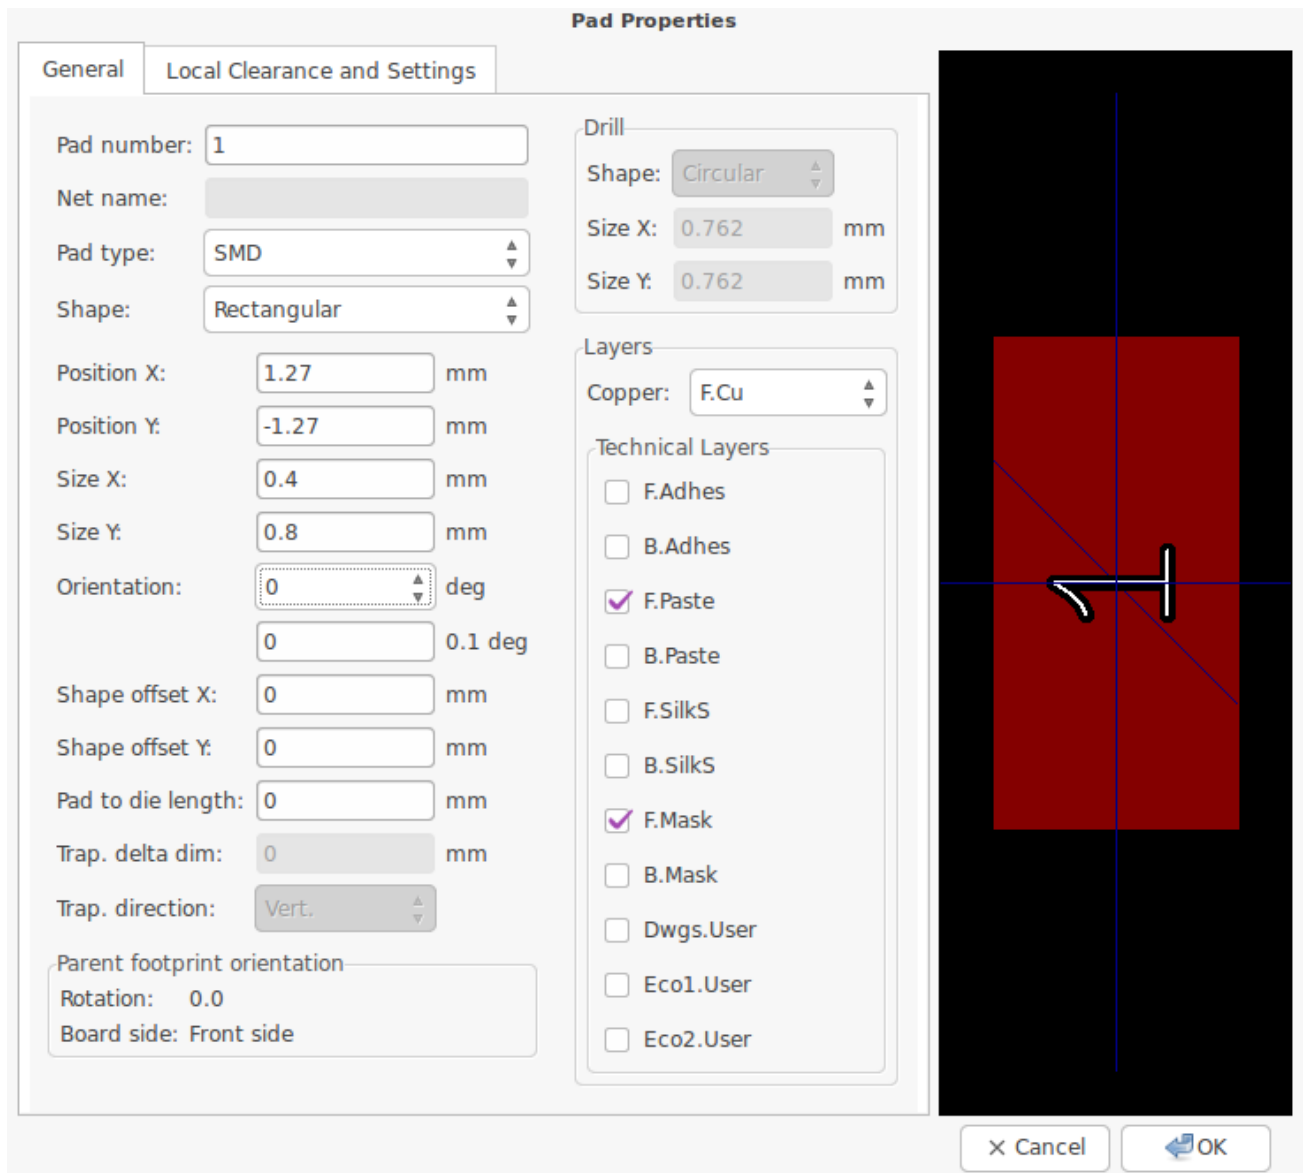 Pad Properties
General
Local Clearance and Settings
Pad number: 1
Net name:
Pad type: SMD
Shape: Rectangular
Position X: 1.27 mm
Position Y: -1.27 mm
Size X: 0.4 mm
Size Y: 0.8 mm
Orientation: 0 deg
0 0.1 deg
Shape offset X: 0 mm
Shape offset Y: 0 mm
Pad to die length: 0 mm
Trap. delta dim: 0 mm
Trap. direction: Vert.
Parent footprint orientation
Rotation: 0.0
Board side: Front side
Drill
Shape: Circular
Size X: 0.762 mm
Size Y: 0.762 mm
Layers
Copper: F.Cu
Technical Layers
F.Adhes
B.Adhes
F.Paste
B.Paste
F.SilkS
B.SilkS
F.Mask
B.Mask
Dwgs.User
Eco1.User
Eco2.User
1
Cancel
OK